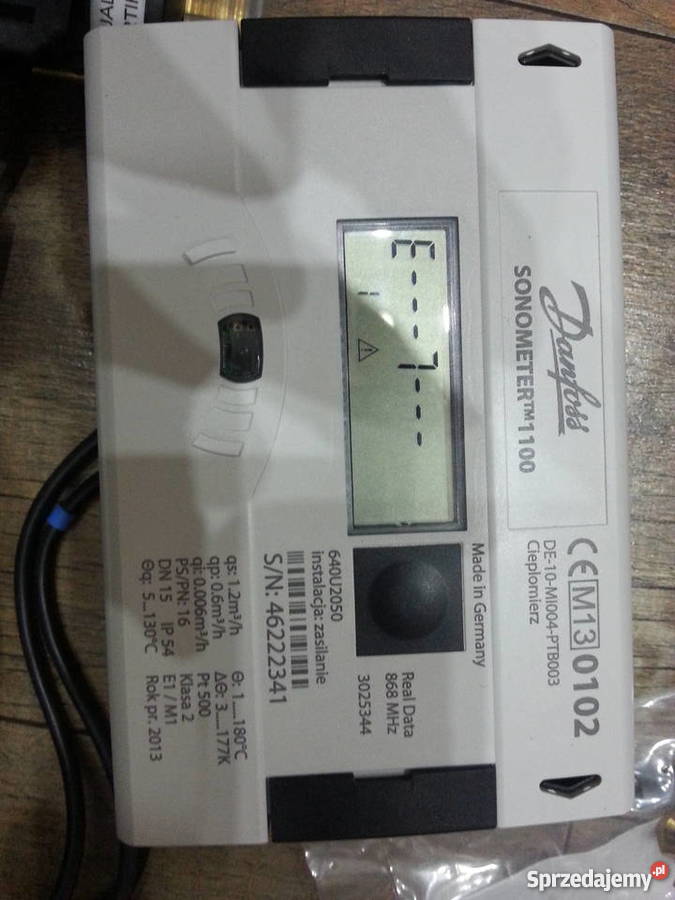 Danfoss
SONOMETER™1100
CE M13 0102
DE-10-MI004-PTB003
Ciepłomierz
E---7---
Made in Germany
640U2050
instalacja: zasilanie
S/N: 46222341
Real Data
868 MHz
3025344
qs: 1.2m³/h
qp: 0.6m³/h
qi: 0.006m³/h
PS/PN: 16
DN 15 IP 54
Θq: 5....130°C
Θ: 1.....180°C
ΔΘ: 3.....177K
Pt 500
Klasa 2
E1 / M1
Rok pr. 2013
Sprzedajemy.pl